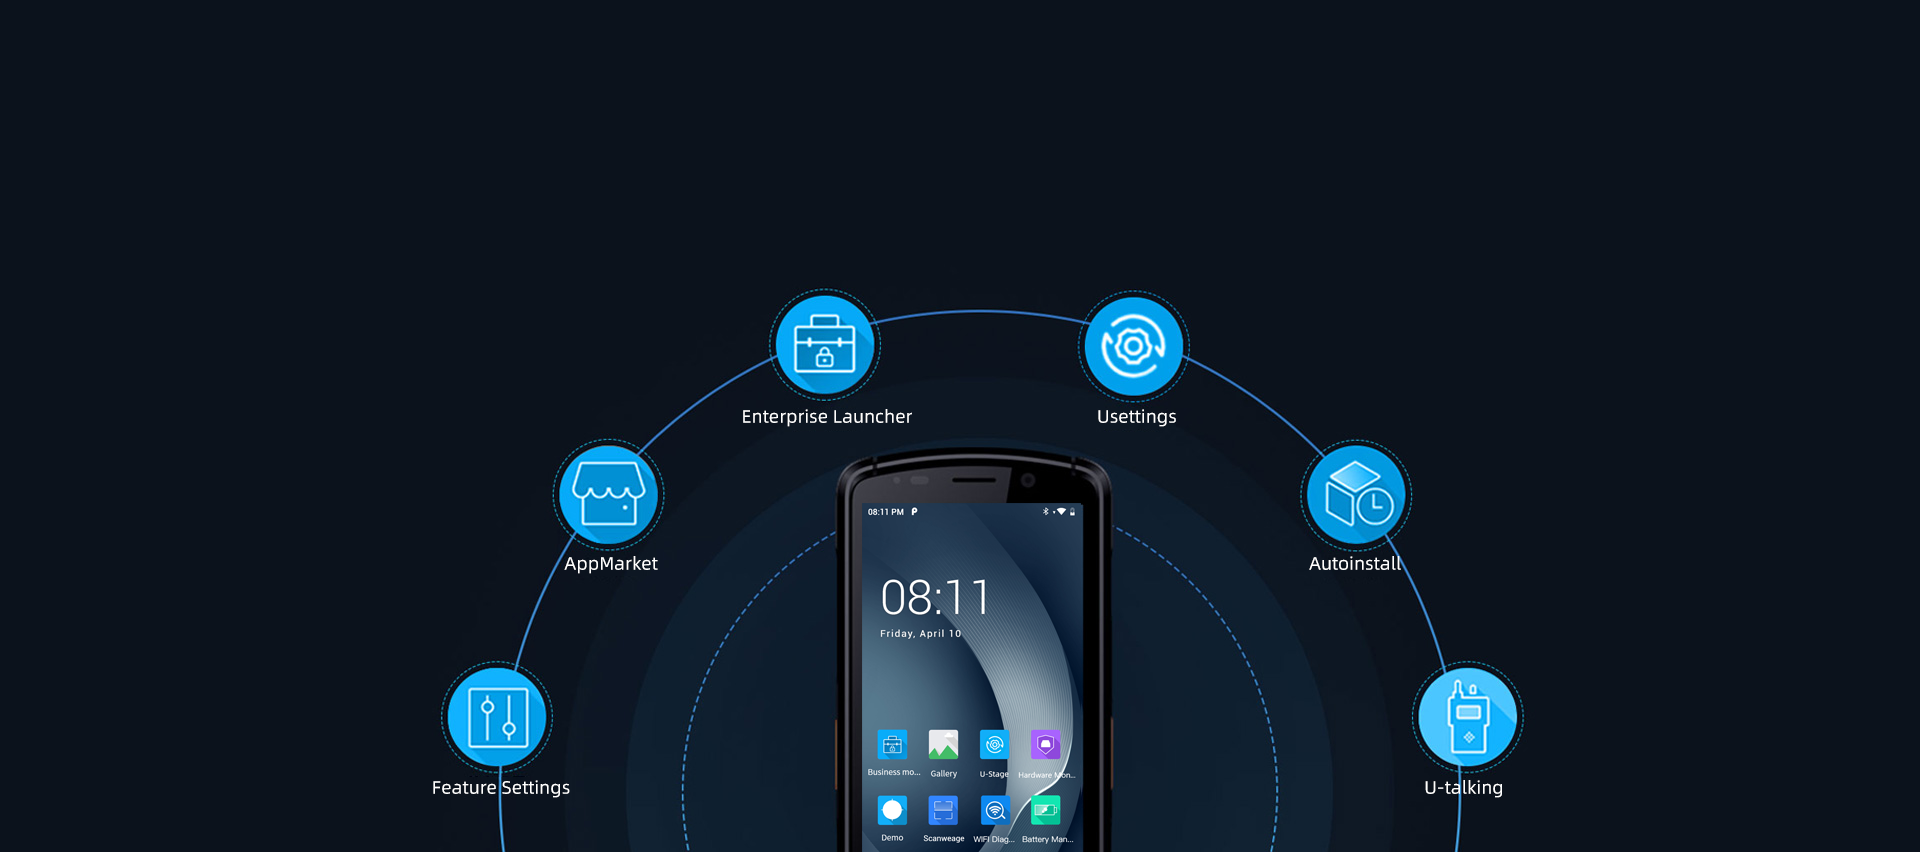 Enterprise Launcher
Usettings
AppMarket
Autoinstall
Feature Settings
U-talking
08:11 PM
08:11
Friday, April 10
Business mo...
Gallery
U-Stage
Hardware Mon...
Demo
Scanweage
WIFI Diag...
Battery Man...